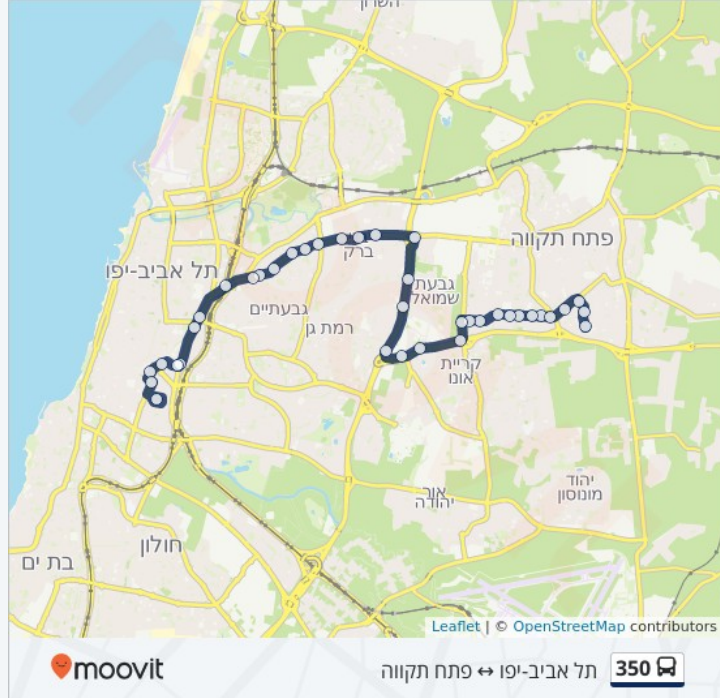 השרון
פתח תקווה
תל אביב-יפו
ברק
גבעת
שמואל
גבעתיים
רמת גן
קריית
אונו
אור
יהודה
יהוד
מונוסון
חולון
בת ים
Leaflet | © OpenStreetMap contributors
moovit
תל אביב-יפו ↔ פתח תקווה
350